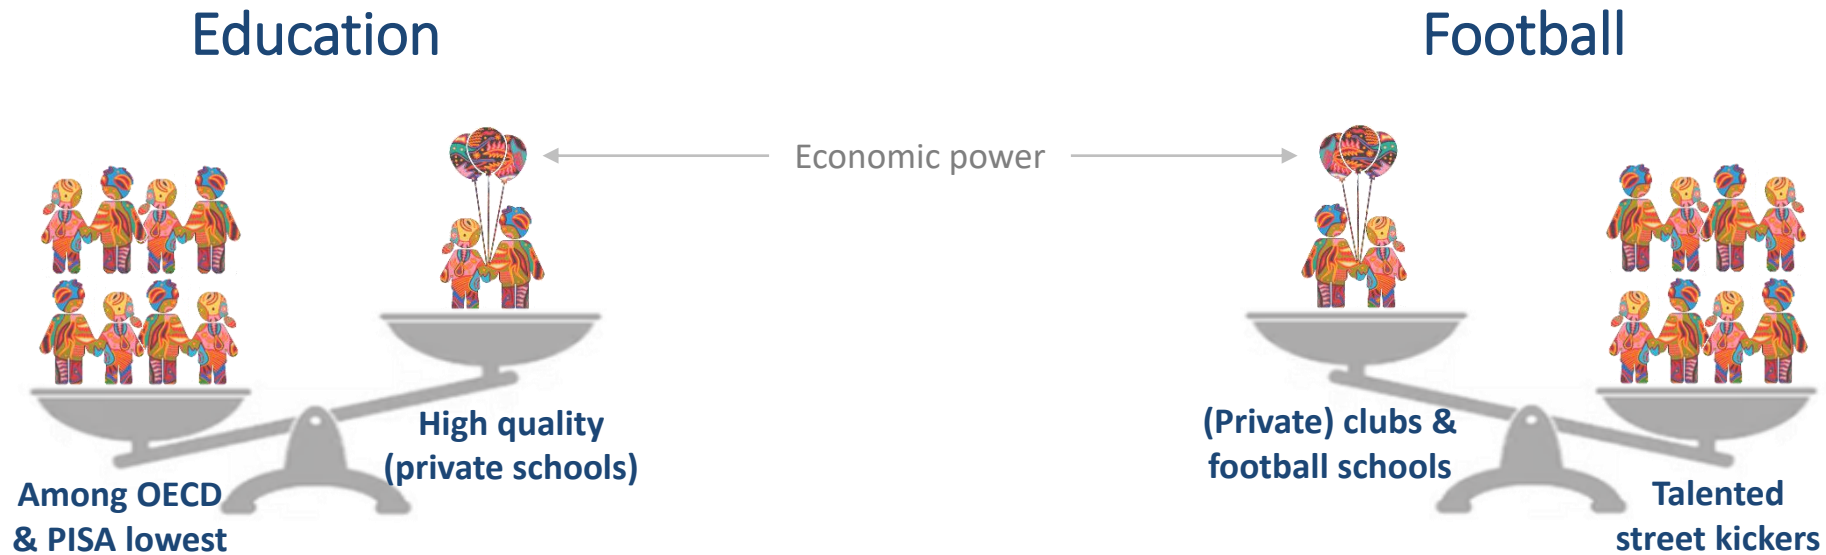 Education
Football
Economic power
High quality
(private schools)
Among OECD
& PISA lowest
(Private) clubs &
football schools
Talented
street kickers